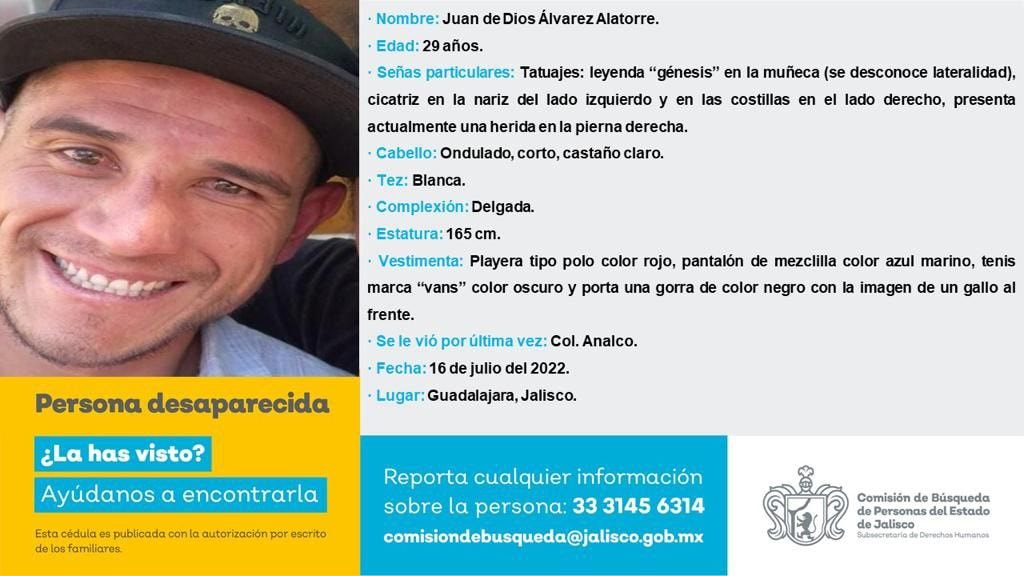 · Nombre: Juan de Dios Álvarez Alatorre.
· Edad: 29 años.
· Señas particulares: Tatuajes: leyenda “génesis” en la muñeca (se desconoce lateralidad),
cicatriz en la nariz del lado izquierdo y en las costillas en el lado derecho, presenta
actualmente una herida en la pierna derecha.
· Cabello: Ondulado, corto, castaño claro.
· Tez: Blanca.
· Complexión: Delgada.
· Estatura: 165 cm.
· Vestimenta: Playera tipo polo color rojo, pantalón de mezclilla color azul marino, tenis
marca “vans” color oscuro y porta una gorra de color negro con la imagen de un gallo al
frente.
· Se le vió por última vez: Col. Analco.
· Fecha: 16 de julio del 2022.
· Lugar: Guadalajara, Jalisco.
Persona desaparecida
¿La has visto?
Ayúdanos a encontrarla
Esta cédula es publicada con la autorización por escrito
de los familiares.
Reporta cualquier información
sobre la persona: 33 3145 6314
comisiondebusqueda@jalisco.gob.mx
Comisión de Búsqueda
de Personas del Estado
de Jalisco
Subsecretaría de Derechos Humanos